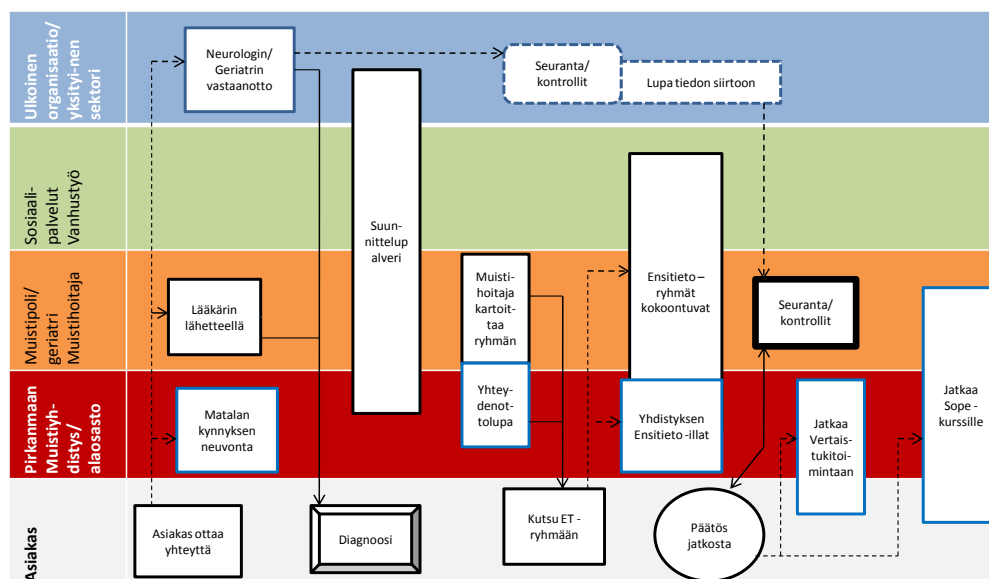 Ulkoinen
organisaatio/
yksityi-nen
sektori
Neurologin/
Geriatrin
vastaanotto
Seuranta/
kontrollit
Lupa tiedon siirtoon
Sosiaali-
palvelut
Vanhustyö
Suun-
nittelup
alveri
Muistipoli/
geriatri
Muistihoitaja
Lääkärin
lähetteellä
Muisti-
hoitaja
kartoit-
taa
ryhmän
Ensitieto –
ryhmät
kokoontuvat
Seuranta/
kontrollit
Pirkanmaan
Muistiyh-
distys/
alaosasto
Matalan
kynnyksen
neuvonta
Yhtey-
denot-
tolupa
Yhdistyksen
Ensitieto -illat
Jatkaa
Vertais-
tukitoi-
mintaan
Jatkaa
Sope -
kurssille
Asiakas
Asiakas ottaa
yhteyttä
Diagnoosi
Kutsu ET -
ryhmään
Päätös
jatkosta